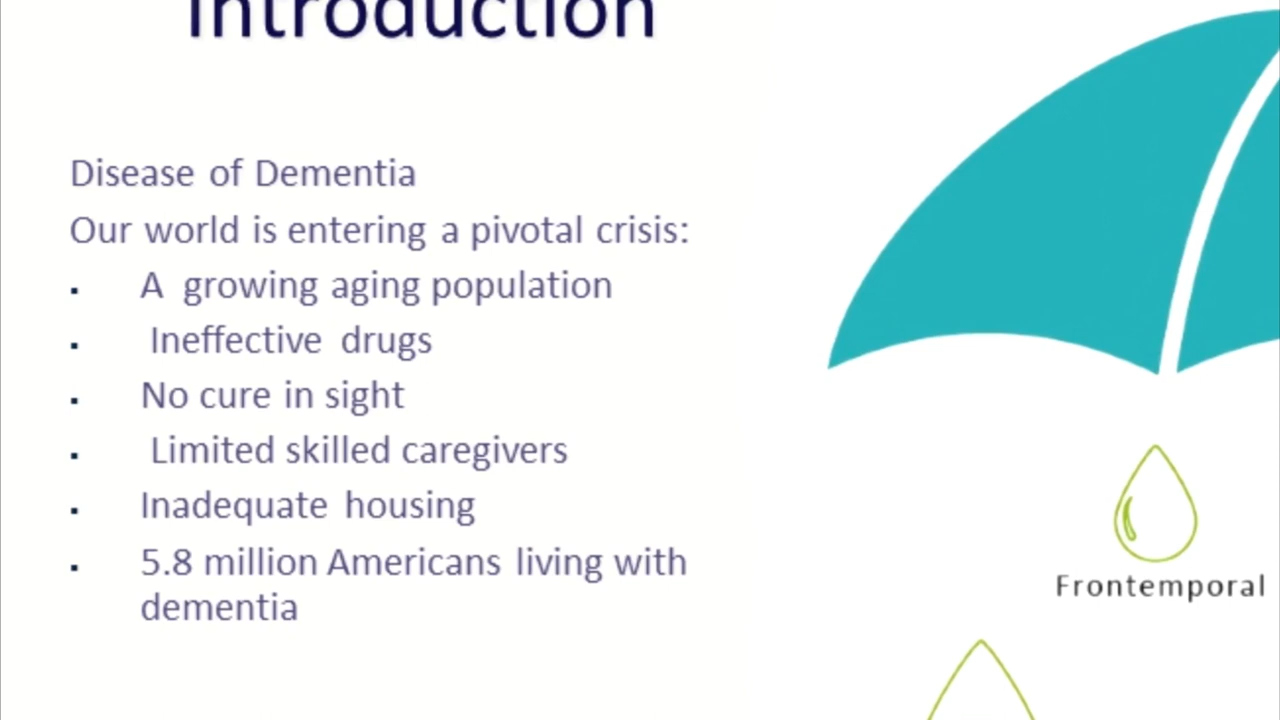 Introduction
Disease of Dementia
Our world is entering a pivotal crisis:
▪ A growing aging population
▪ Ineffective drugs
▪ No cure in sight
▪ Limited skilled caregivers
▪ Inadequate housing
▪ 5.8 million Americans living with
dementia
Frontemporal